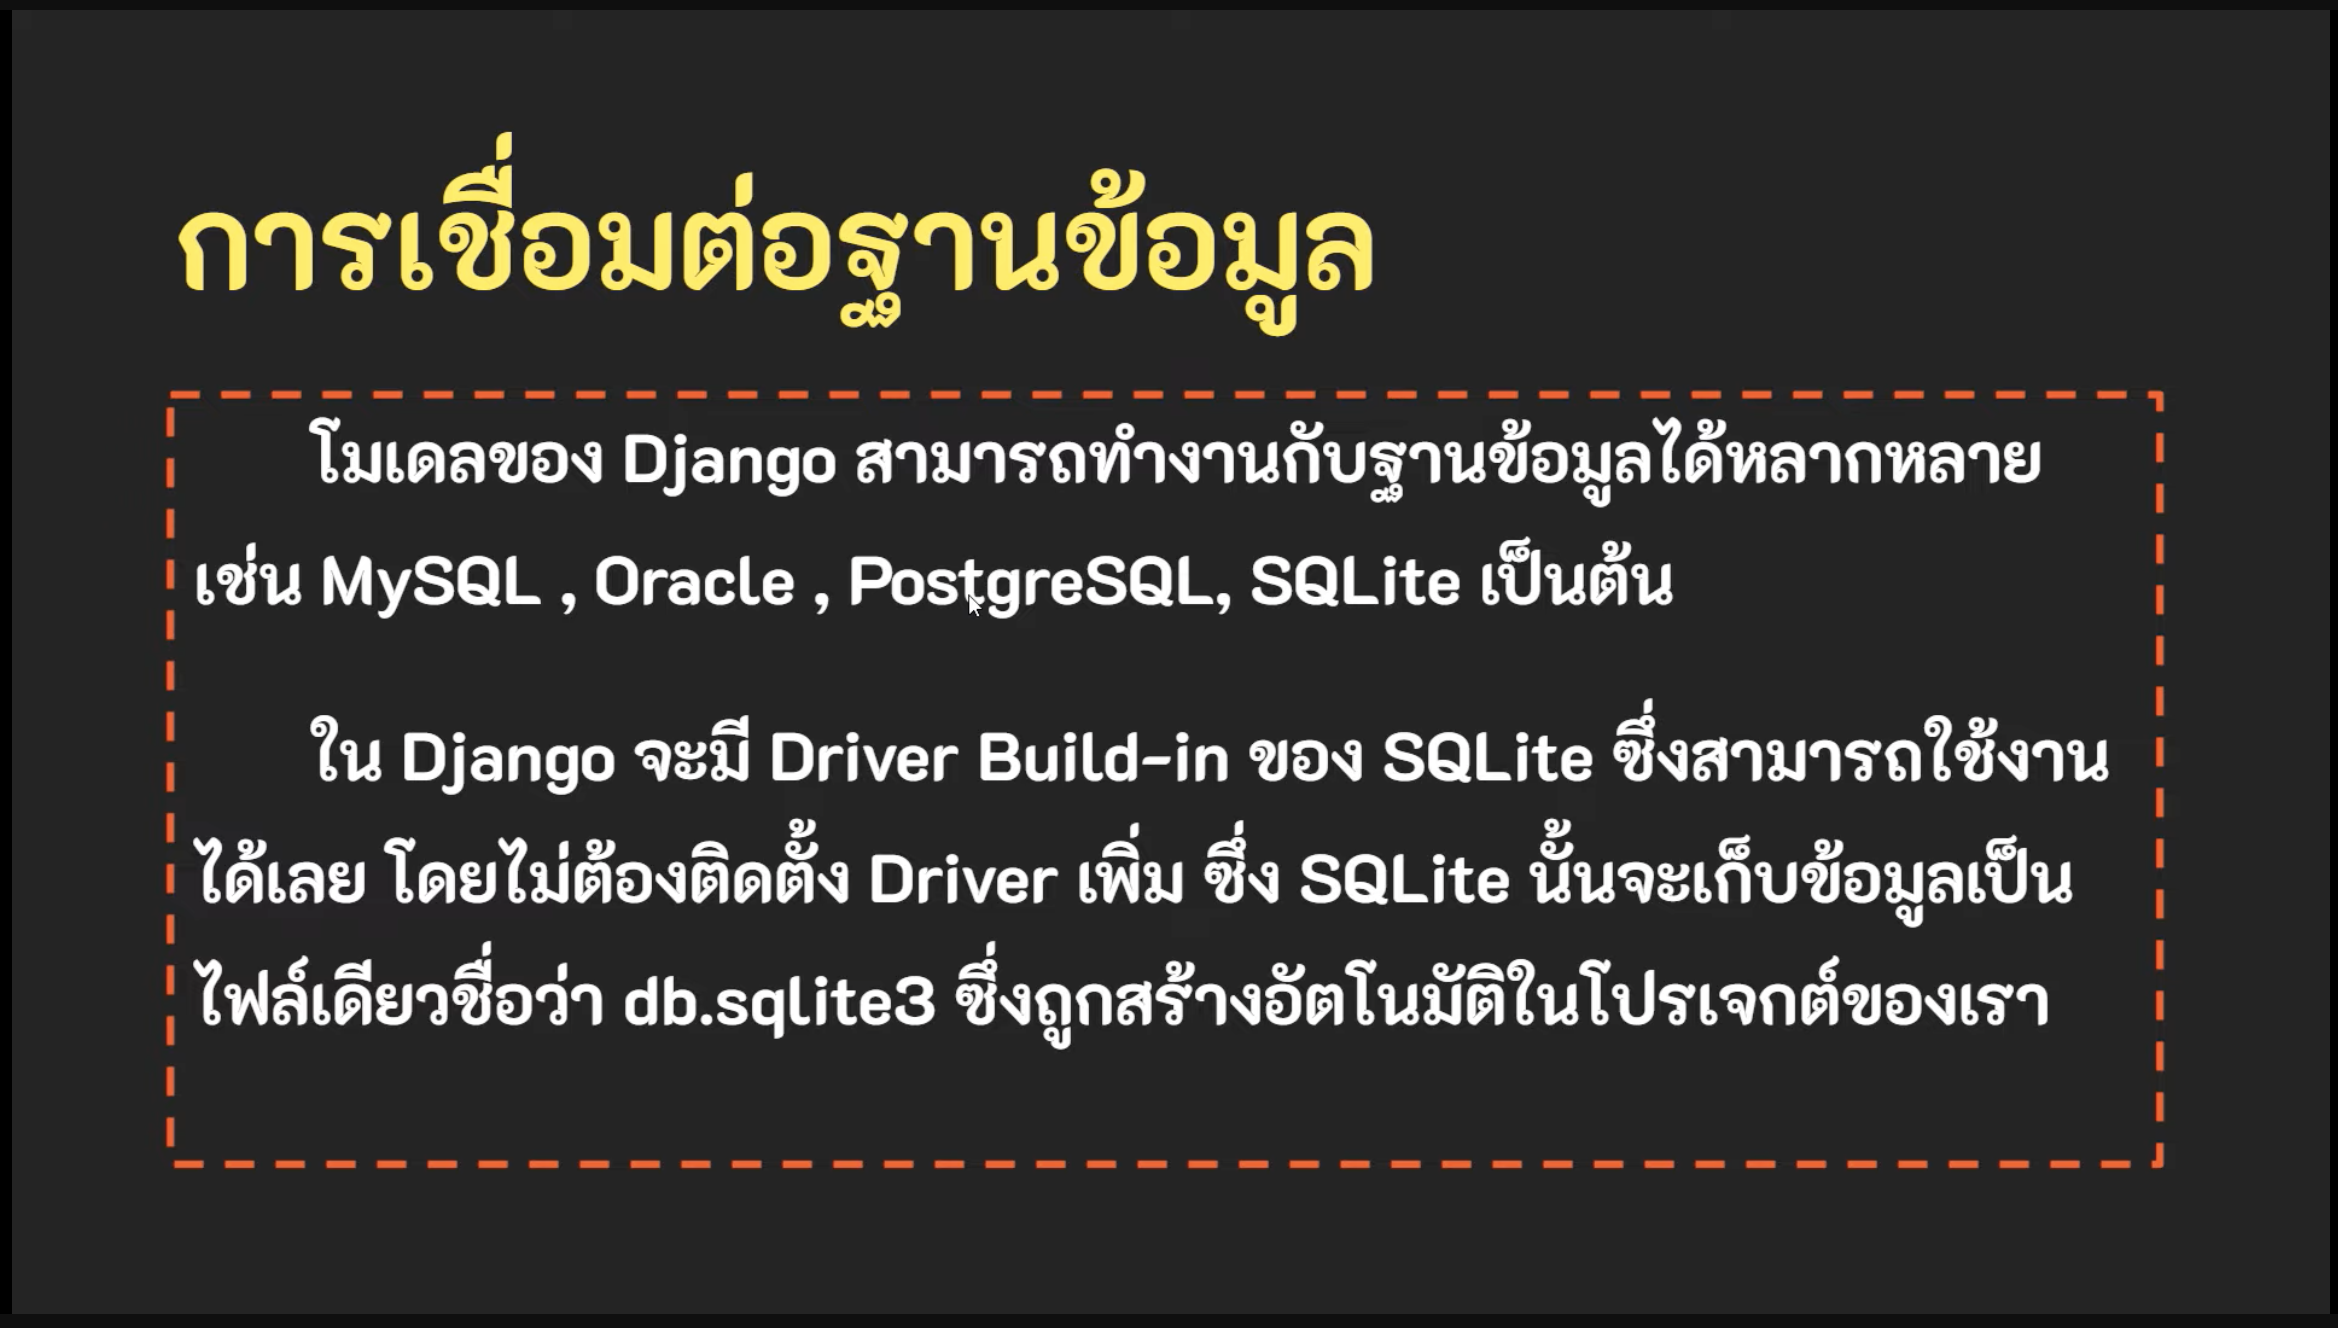 การเชื่อมต่อฐานข้อมูล
โมเดลของ Django สามารถทำงานกับฐานข้อมูลได้หลากหลาย
เช่น MySQL , Oracle , PostgreSQL, SQLite เป็นต้น
ใน Django จะมี Driver Build-in ของ SQLite ซึ่งสามารถใช้งาน
ได้เลย โดยไม่ต้องติดตั้ง Driver เพิ่ม ซึ่ง SQLite นั้นจะเก็บข้อมูลเป็น
ไฟล์เดียวชื่อว่า db.sqlite3 ซึ่งถูกสร้างอัตโนมัติในโปรเจกต์ของเรา